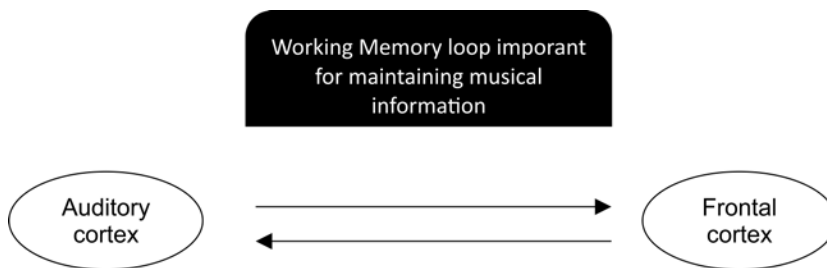 Working Memory loop imporant
for maintaining musical
information
Auditory
cortex
Frontal
cortex